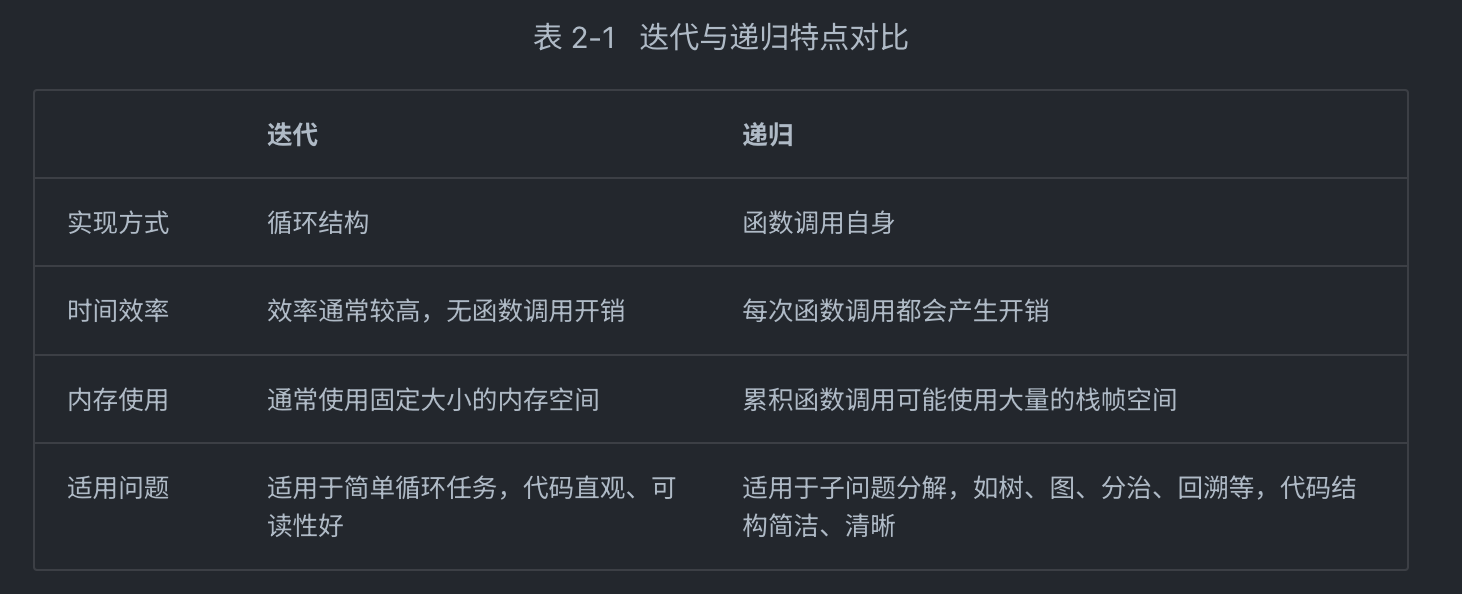 表 2-1 迭代与递归特点对比
迭代 递归
实现方式 循环结构 函数调用自身
时间效率 效率通常较高，无函数调用开销 每次函数调用都会产生开销
内存使用 通常使用固定大小的内存空间 累积函数调用可能使用大量的栈帧空间
适用问题 适用于简单循环任务，代码直观、可 适用于子问题分解，如树、图、分治、回溯等，代码结
读性好 构简洁、清晰